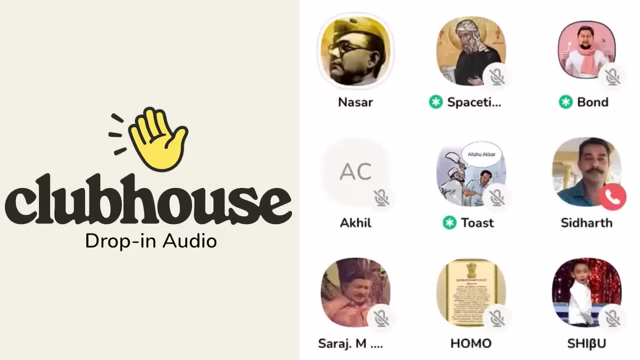 clubhouse
Drop-in Audio
Nasar
Spaceti...
Bond
AC
Allahu Akbar
Akhil
Toast
Sidharth
Saraj. M ....
HOMO
SHIβU